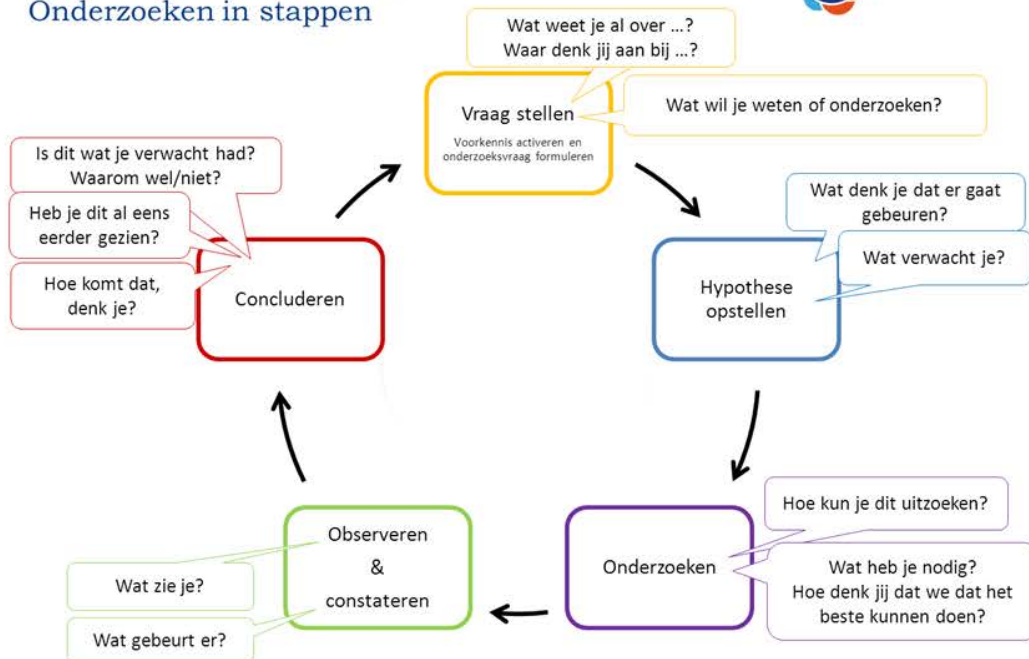 Onderzoeken in stappen
Wat weet je al over ...?
Waar denk jij aan bij ...?
Vraag stellen
Voorkennis activeren en
onderzoeksvraag formuleren
Wat wil je weten of onderzoeken?
Wat denk je dat er gaat
gebeuren?
Wat verwacht je?
Hypothese
opstellen
Hoe kun je dit uitzoeken?
Wat heb je nodig?
Hoe denk jij dat we dat het
beste kunnen doen?
Onderzoeken
Observeren
&
constateren
Wat zie je?
Wat gebeurt er?
Concluderen
Is dit wat je verwacht had?
Waarom wel/niet?
Heb je dit al eens
eerder gezien?
Hoe komt dat,
denk je?